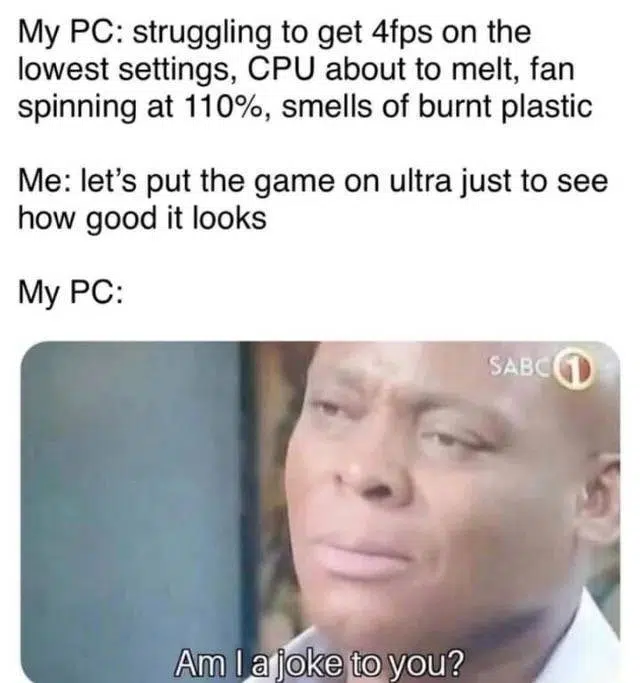 My PC: struggling to get 4fps on the
lowest settings, CPU about to melt, fan
spinning at 110%, smells of burnt plastic
Me: let’s put the game on ultra just to see
how good it looks
My PC:
SABC 1
Am I a joke to you?